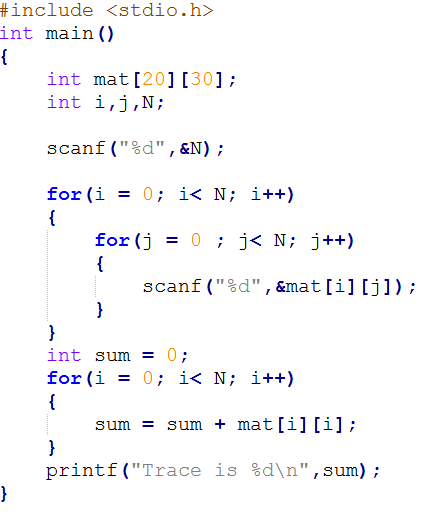 #include <stdio.h>
int main()
{
    int mat[20][30];
    int i,j,N;

    scanf("%d",&N);

    for(i = 0; i< N; i++)
    {
        for(j = 0 ; j< N; j++)
        {
            scanf("%d",&mat[i][j]);
        }
    }
    int sum = 0;
    for(i = 0; i< N; i++)
    {
        sum = sum + mat[i][i];
    }
    printf("Trace is %d\n",sum);
}